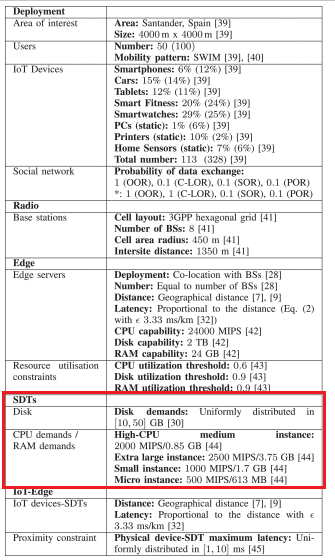 Deployment
Area of interest Area: Santander, Spain [39]
Size: 4000 m x 4000 m [39]
Users Number: 50 (100)
Mobility pattern: SWIM [39], [40]
IoT Devices Smartphones: 6% (12%) [39]
Cars: 15% (14%) [39]
Tablets: 12% (11%) [39]
Smart Fitness: 20% (24%) [39]
Smartwatches: 29% (25%) [39]
PCs (static): 1% (6%) [39]
Printers (static): 10% (2%) [39]
Home Sensors (static): 7% (6%) [39]
Total number: 113 (328) [39]
Social network Probability of data exchange:
1 (OOR), 0.1 (C-LOR), 0.1 (SOR), 0.1 (POR)
*: 1 (OOR), 1 (C-LOR), 0.1 (SOR), 0.1 (POR)
Radio
Base stations Cell layout: 3GPP hexagonal grid [41]
Number of BSs: 8 [41]
Cell area radius: 450 m [41]
Intersite distance: 1350 m [41]
Edge
Edge servers Deployment: Co-location with BSs [28]
Number: Equal to number of BSs [28]
Distance: Geographical distance [7], [9]
Latency: Proportional to the distance (Eq. (2)
with ϵ 3.33 ms/km [32])
CPU capability: 24000 MIPS [42]
Disk capability: 2 TB [42]
RAM capability: 24 GB [42]
Resource utilisation CPU utilization threshold: 0.6 [43]
constraints Disk utilization threshold: 0.9 [43]
RAM utilization threshold: 0.9 [43]
SDTs
Disk Disk demands: Uniformly distributed in
[10, 50] GB [30]
CPU demands / High-CPU medium instance:
RAM demands 2000 MIPS/0.85 GB [44]
Extra large instance: 2500 MIPS/3.75 GB [44]
Small instance: 1000 MIPS/1.7 GB [44]
Micro instance: 500 MIPS/613 MB [44]
IoT-Edge
IoT devices-SDTs Distance: Geographical distance [7], [9]
Latency: Proportional to the distance with ϵ
3.33 ms/km [32]
Proximity constraint Physical device-SDT maximum latency: Uni-
formly distributed in [1, 10] ms [45]